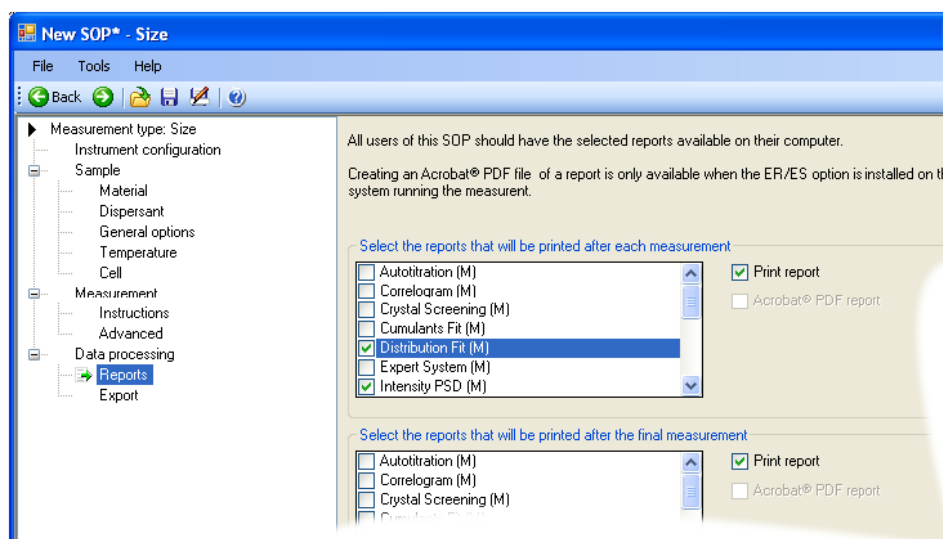 New SOP* - Size
File Tools Help
Back
Measurement type: Size
Instrument configuration
Sample
Material
Dispersant
General options
Temperature
Cell
Measurement
Instructions
Advanced
Data processing
Reports
Export
All users of this SOP should have the selected reports available on their computer.
Creating an Acrobat® PDF file of a report is only available when the ER/ES option is installed on
system running the measurent.
Select the reports that will be printed after each measurement
Autotitration (M)
Correlogram (M)
Crystal Screening (M)
Cumulants Fit (M)
Distribution Fit (M)
Expert System (M)
Intensity PSD (M)
Print report
Acrobat® PDF report
Select the reports that will be printed after the final measurement
Autotitration (M)
Correlogram (M)
Crystal Screening (M)
Print report
Acrobat® PDF report